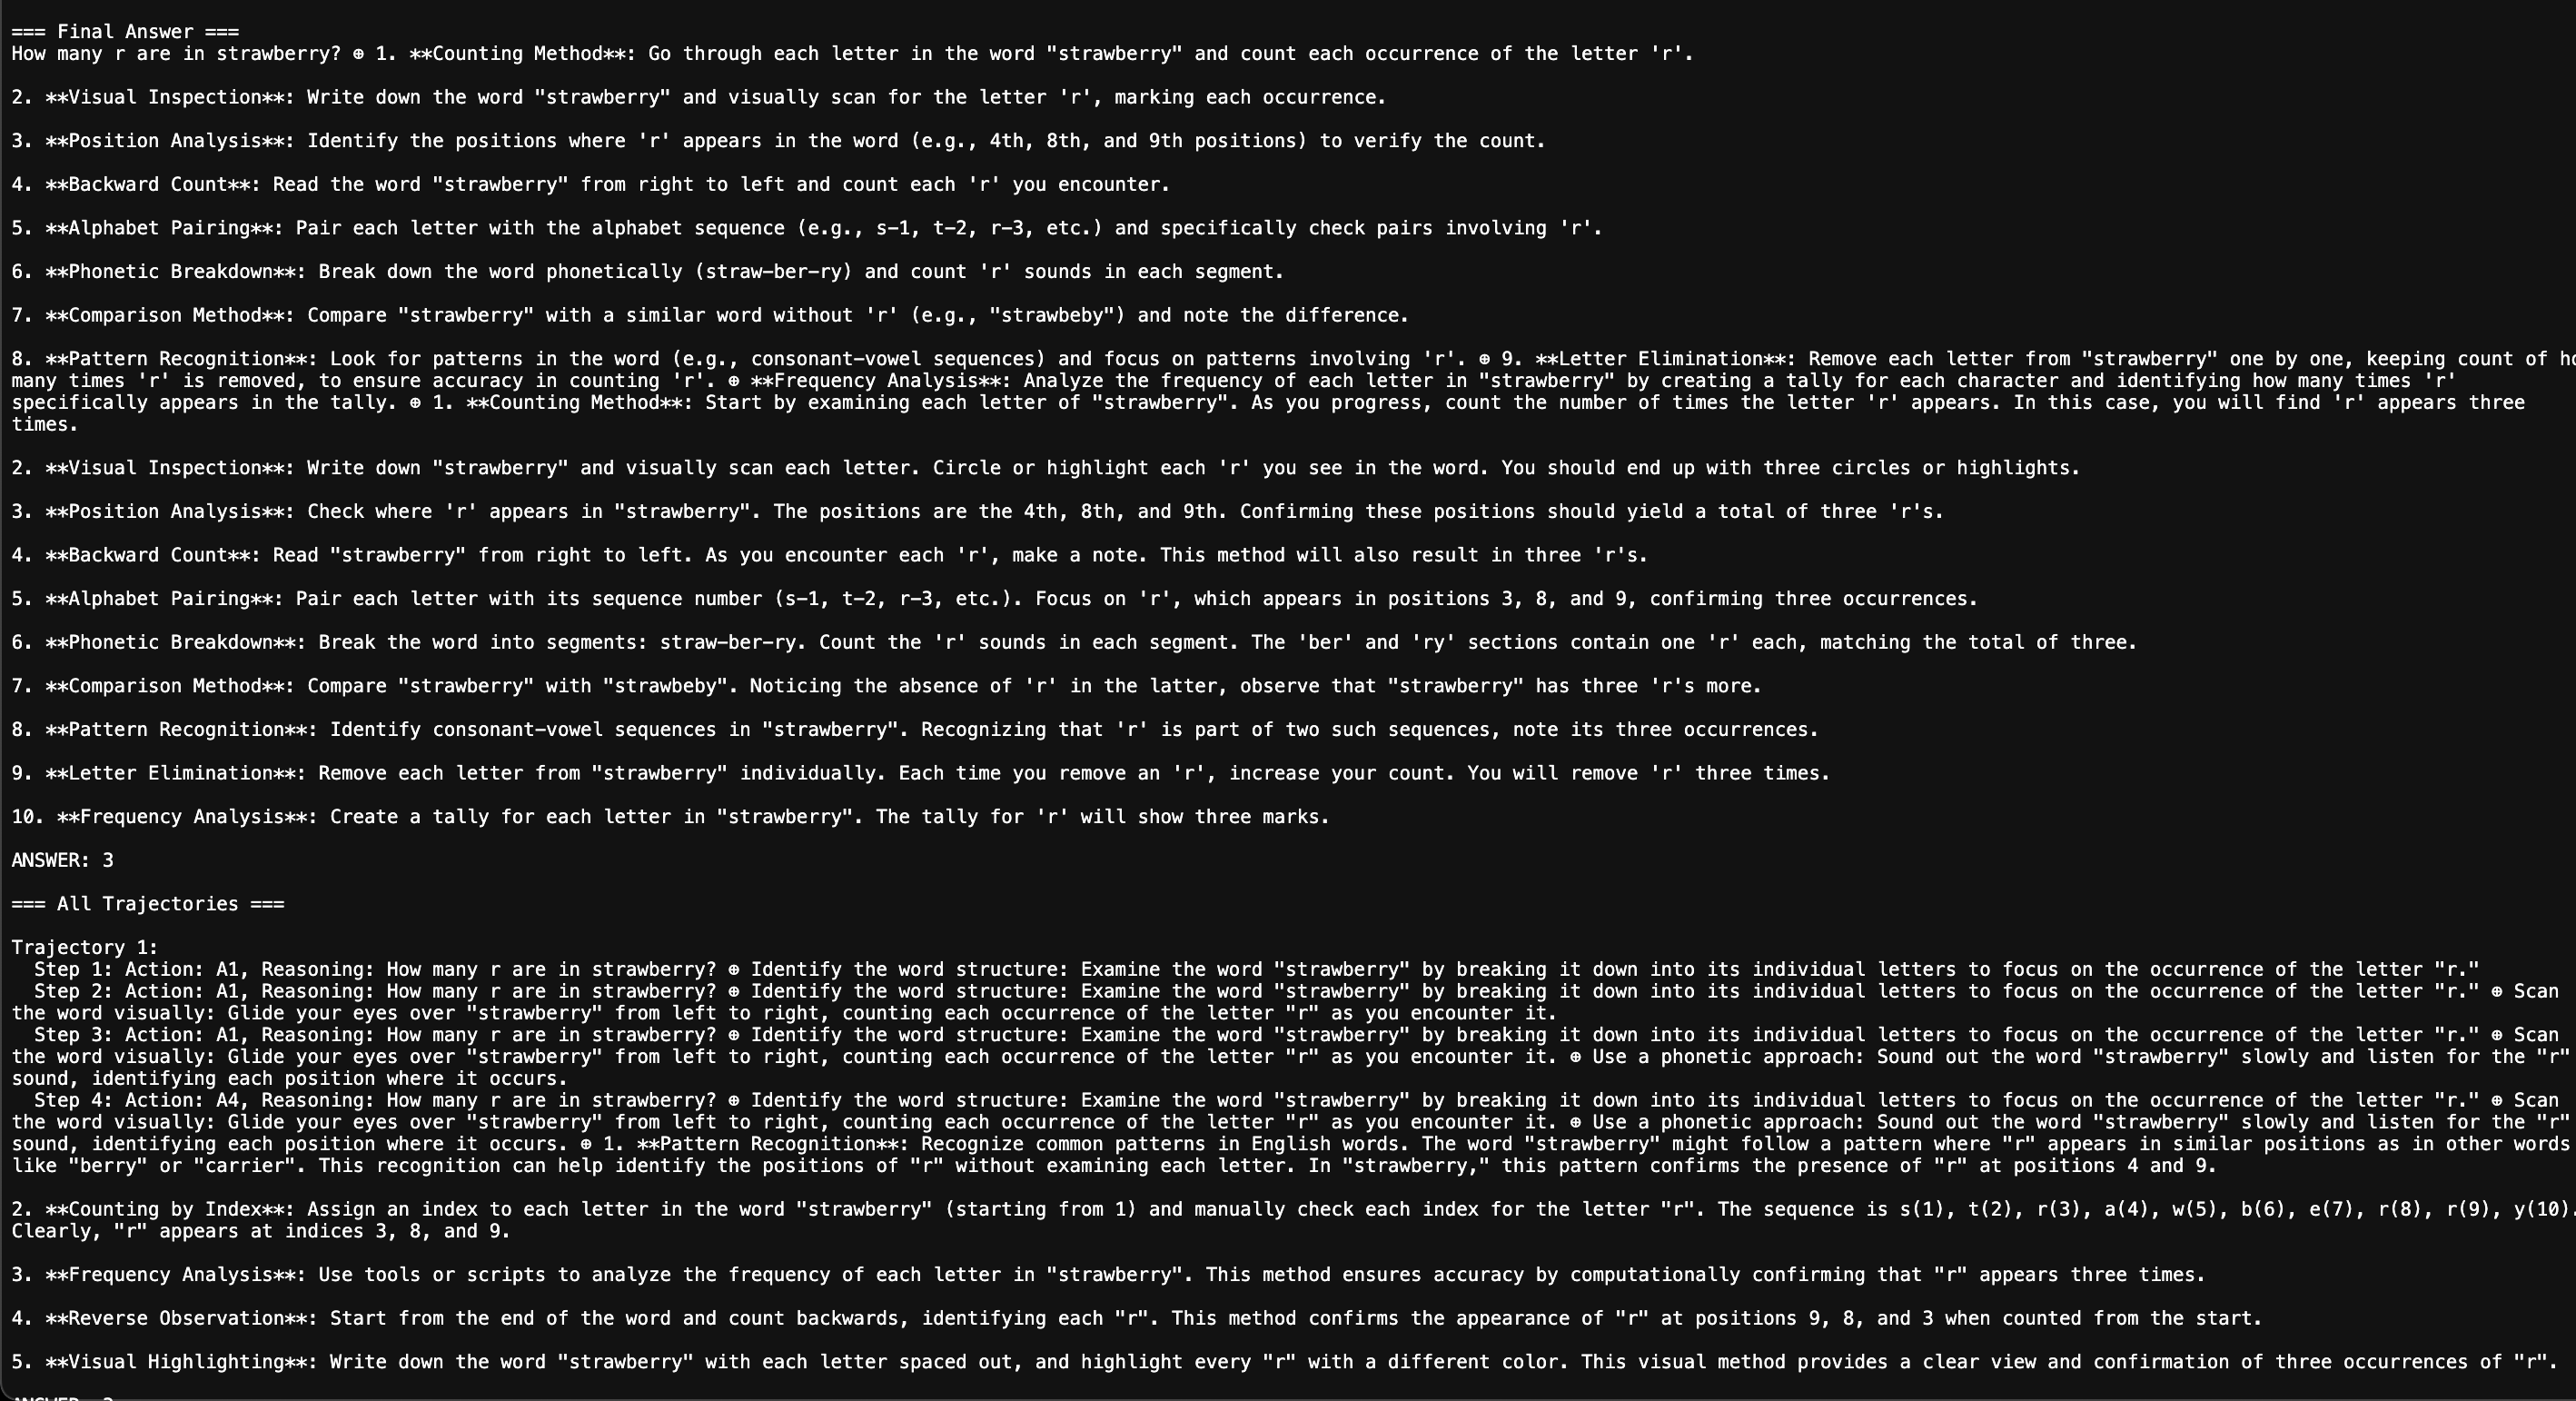 === Final Answer ===
How many r are in strawberry? ⊕ 1. **Counting Method**: Go through each letter in the word "strawberry" and count each occurrence of the letter 'r'.
2. **Visual Inspection**: Write down the word "strawberry" and visually scan for the letter 'r', marking each occurrence.
3. **Position Analysis**: Identify the positions where 'r' appears in the word (e.g., 4th, 8th, and 9th positions) to verify the count.
4. **Backward Count**: Read the word "strawberry" from right to left and count each 'r' you encounter.
5. **Alphabet Pairing**: Pair each letter with the alphabet sequence (e.g., s-1, t-2, r-3, etc.) and specifically check pairs involving 'r'.
6. **Phonetic Breakdown**: Break down the word phonetically (straw-ber-ry) and count 'r' sounds in each segment.
7. **Comparison Method**: Compare "strawberry" with a similar word without 'r' (e.g., "strawbeby") and note the difference.
8. **Pattern Recognition**: Look for patterns in the word (e.g., consonant-vowel sequences) and focus on patterns involving 'r'. ⊕ 9. **Letter Elimination**: Remove each letter from "strawberry" one by one, keeping count of
many times 'r' is removed, to ensure accuracy in counting 'r'. ⊕ **Frequency Analysis**: Analyze the frequency of each letter in "strawberry" by creating a tally for each character and identifying how many times 'r'
specifically appears in the tally. ⊕ 1. **Counting Method**: Start by examining each letter of "strawberry". As you progress, count the number of times the letter 'r' appears. In this case, you will find 'r' appears three
times.
2. **Visual Inspection**: Write down "strawberry" and visually scan each letter. Circle or highlight each 'r' you see in the word. You should end up with three circles or highlights.
3. **Position Analysis**: Check where 'r' appears in "strawberry". The positions are the 4th, 8th, and 9th. Confirming these positions should yield a total of three 'r's.
4. **Backward Count**: Read "strawberry" from right to left. As you encounter each 'r', make a note. This method will also result in three 'r's.
5. **Alphabet Pairing**: Pair each letter with its sequence number (s-1, t-2, r-3, etc.). Focus on 'r', which appears in positions 3, 8, and 9, confirming three occurrences.
6. **Phonetic Breakdown**: Break the word into segments: straw-ber-ry. Count the 'r' sounds in each segment. The 'ber' and 'ry' sections contain one 'r' each, matching the total of three.
7. **Comparison Method**: Compare "strawberry" with "strawbeby". Noticing the absence of 'r' in the latter, observe that "strawberry" has three 'r's more.
8. **Pattern Recognition**: Identify consonant-vowel sequences in "strawberry". Recognizing that 'r' is part of two such sequences, note its three occurrences.
9. **Letter Elimination**: Remove each letter from "strawberry" individually. Each time you remove an 'r', increase your count. You will remove 'r' three times.
10. **Frequency Analysis**: Create a tally for each letter in "strawberry". The tally for 'r' will show three marks.
ANSWER: 3
=== All Trajectories ===
Trajectory 1:
Step 1: Action: A1, Reasoning: How many r are in strawberry? ⊕ Identify the word structure: Examine the word "strawberry" by breaking it down into its individual letters to focus on the occurrence of the letter "r."
Step 2: Action: A1, Reasoning: How many r are in strawberry? ⊕ Identify the word structure: Examine the word "strawberry" by breaking it down into its individual letters to focus on the occurrence of the letter "r." ⊕ Scan
the word visually: Glide your eyes over "strawberry" from left to right, counting each occurrence of the letter "r" as you encounter it.
Step 3: Action: A1, Reasoning: How many r are in strawberry? ⊕ Identify the word structure: Examine the word "strawberry" by breaking it down into its individual letters to focus on the occurrence of the letter "r." ⊕ Scan
the word visually: Glide your eyes over "strawberry" from left to right, counting each occurrence of the letter "r" as you encounter it. ⊕ Use a phonetic approach: Sound out the word "strawberry" slowly and listen for the "r"
sound, identifying each position where it occurs.
Step 4: Action: A4, Reasoning: How many r are in strawberry? ⊕ Identify the word structure: Examine the word "strawberry" by breaking it down into its individual letters to focus on the occurrence of the letter "r." ⊕ Scan
the word visually: Glide your eyes over "strawberry" from left to right, counting each occurrence of the letter "r" as you encounter it. ⊕ Use a phonetic approach: Sound out the word "strawberry" slowly and listen for the "r"
sound, identifying each position where it occurs. ⊕ 1. **Pattern Recognition**: Recognize common patterns in English words. The word "strawberry" might follow a pattern where "r" appears in similar positions as in other words
like "berry" or "carrier". This recognition can help identify the positions of "r" without examining each letter. In "strawberry," this pattern confirms the presence of "r" at positions 4 and 9.
2. **Counting by Index**: Assign an index to each letter in the word "strawberry" (starting from 1) and manually check each index for the letter "r". The sequence is s(1), t(2), r(3), a(4), w(5), b(6), e(7), r(8), r(9), y(10).
Clearly, "r" appears at indices 3, 8, and 9.
3. **Frequency Analysis**: Use tools or scripts to analyze the frequency of each letter in "strawberry". This method ensures accuracy by computationally confirming that "r" appears three times.
4. **Reverse Observation**: Start from the end of the word and count backwards, identifying each "r". This method confirms the appearance of "r" at positions 9, 8, and 3 when counted from the start.
5. **Visual Highlighting**: Write down the word "strawberry" with each letter spaced out, and highlight every "r" with a different color. This visual method provides a clear view and confirmation of three occurrences of "r".